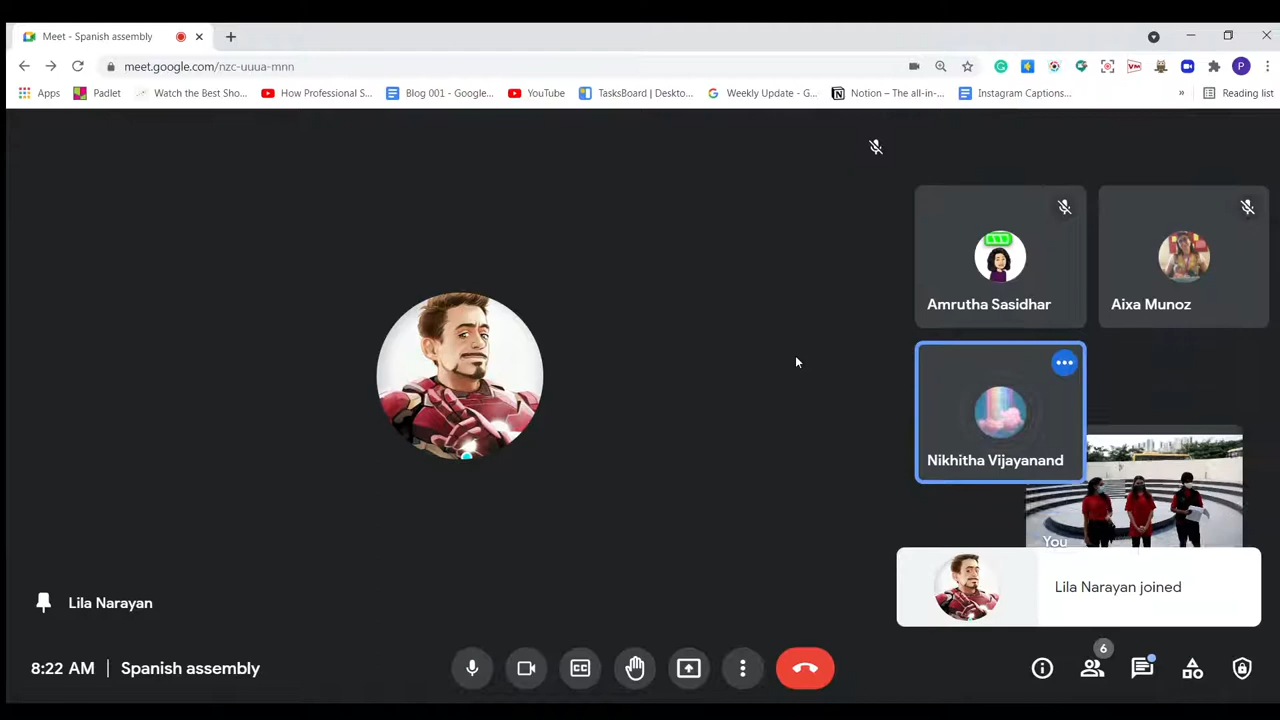 Meet - Spanish assembly
meet.google.com/nzc-uuua-mnn
P
Apps Padlet Watch the Best Sho... How Professional S... Blog 001 - Google... YouTube TasksBoard | Deskto... Weekly Update - G... Notion – The all-in-... Instagram Captions... » Reading list
Amrutha Sasidhar
Aixa Munoz
Nikhitha Vijayanand
You
Lila Narayan joined
Lila Narayan
8:22 AM | Spanish assembly
CC
6